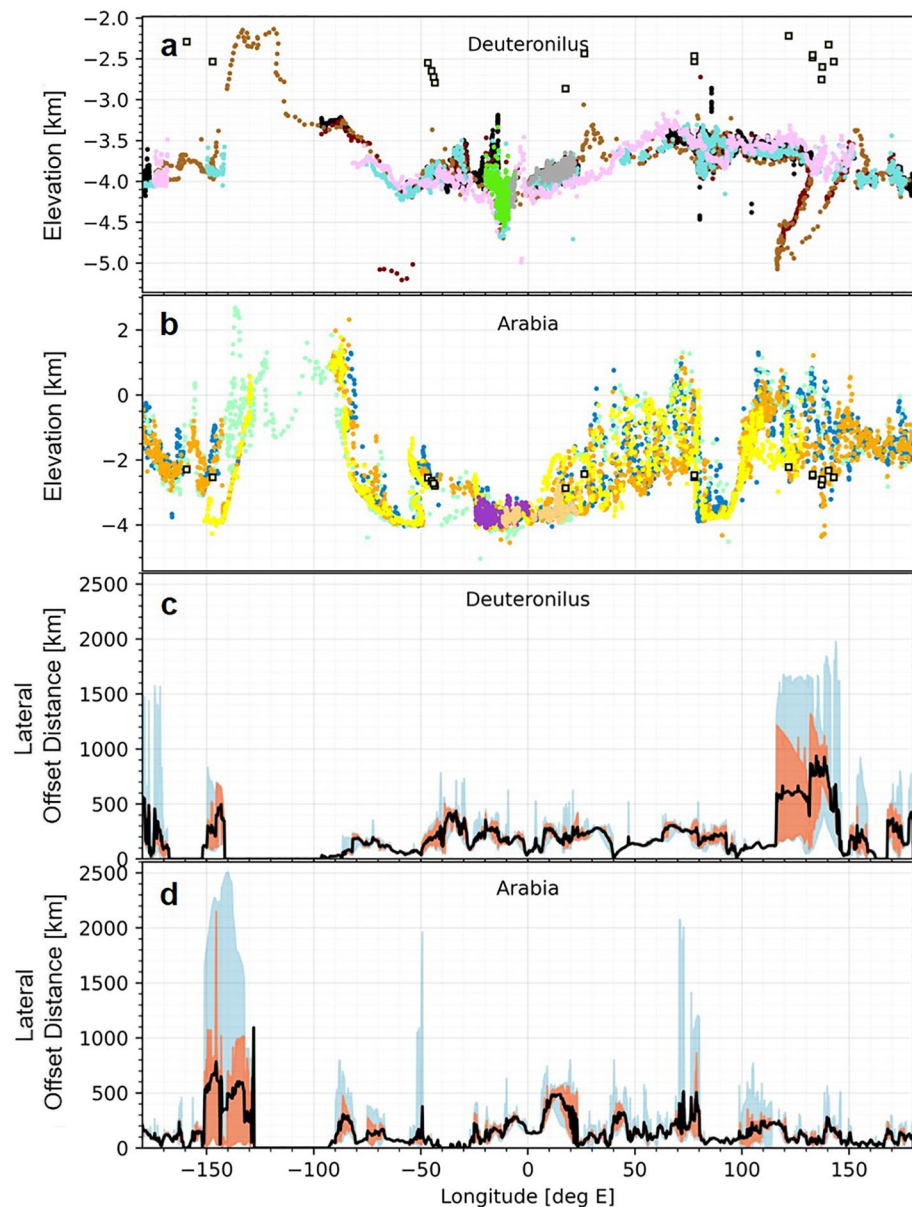 a
Deuteronilus
Elevation [km]
−2.0
−2.5
−3.0
−3.5
−4.0
−4.5
−5.0
b
Arabia
Elevation [km]
2
0
−2
−4
c
Deuteronilus
Lateral
Offset Distance [km]
2500
2000
1500
1000
500
0
d
Arabia
Lateral
Offset Distance [km]
2500
2000
1500
1000
500
0
−150 −100 −50 0 50 100 150
Longitude [deg E]